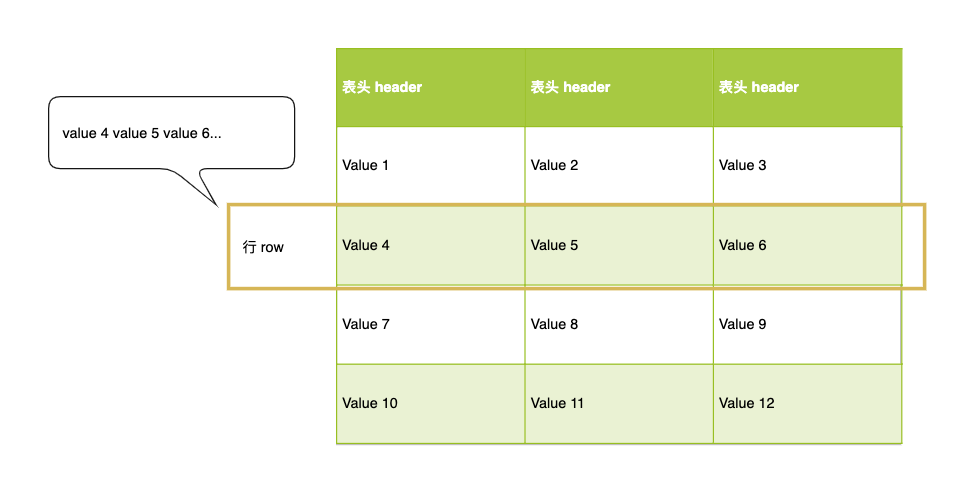 表头 header 表头 header 表头 header
value 4 value 5 value 6...
Value 1 Value 2 Value 3
行 row Value 4 Value 5 Value 6
Value 7 Value 8 Value 9
Value 10 Value 11 Value 12